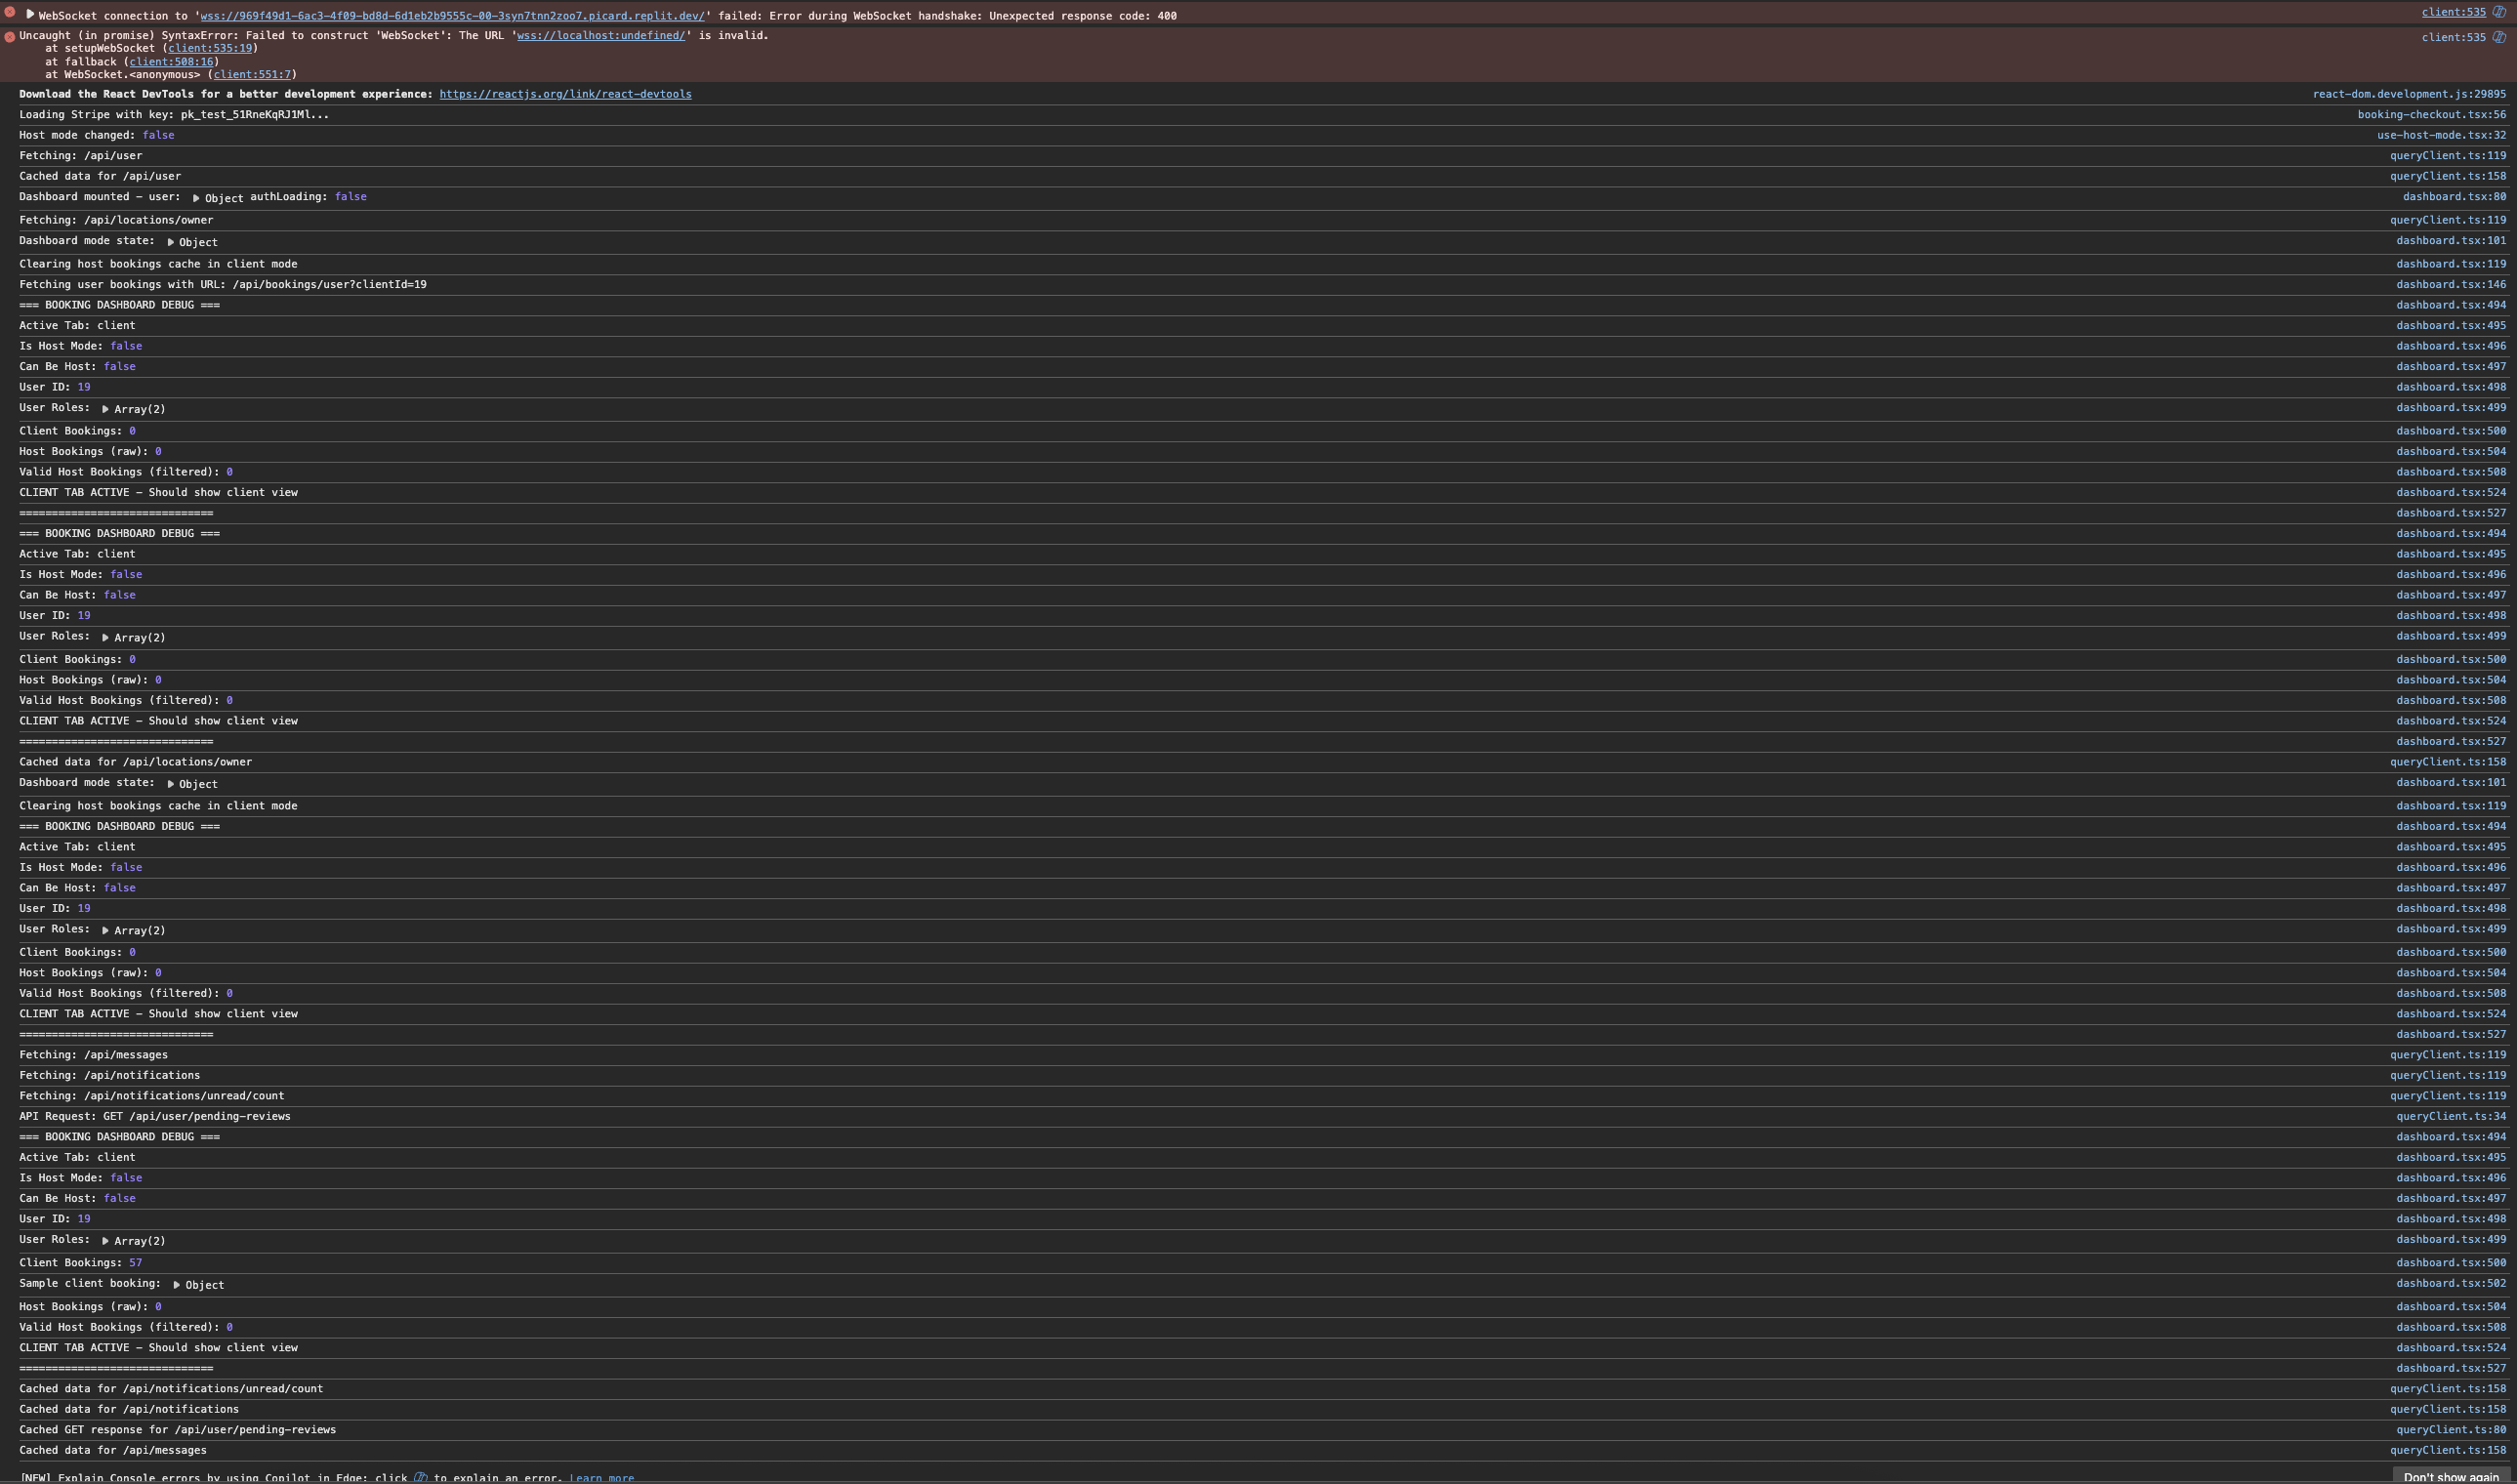 WebSocket connection to 'wss://969f49d1-6ac3-4f09-bd8d-6d1eb2b9555c-00-3syn7tnn2zoo7.picard.replit.dev/' failed: Error during WebSocket handshake: Unexpected response code: 400 client:535
Uncaught (in promise) SyntaxError: Failed to construct 'WebSocket': The URL 'wss://localhost:undefined/' is invalid. client:535
at setupWebSocket (client:535:19)
at fallback (client:508:16)
at WebSocket.<anonymous> (client:551:7)
Download the React DevTools for a better development experience: https://reactjs.org/link/react-devtools react-dom.development.js:29895
Loading Stripe with key: pk_test_51RneKqRJ1Ml... booking-checkout.tsx:56
Host mode changed: false use-host-mode.tsx:32
Fetching: /api/user queryClient.ts:119
Cached data for /api/user queryClient.ts:158
Dashboard mounted – user: Object authLoading: false dashboard.tsx:80
Fetching: /api/locations/owner queryClient.ts:119
Dashboard mode state: Object dashboard.tsx:101
Clearing host bookings cache in client mode dashboard.tsx:119
Fetching user bookings with URL: /api/bookings/user?clientId=19 dashboard.tsx:146
=== BOOKING DASHBOARD DEBUG === dashboard.tsx:494
Active Tab: client dashboard.tsx:495
Is Host Mode: false dashboard.tsx:496
Can Be Host: false dashboard.tsx:497
User ID: 19 dashboard.tsx:498
User Roles: Array(2) dashboard.tsx:499
Client Bookings: 0 dashboard.tsx:500
Host Bookings (raw): 0 dashboard.tsx:504
Valid Host Bookings (filtered): 0 dashboard.tsx:508
CLIENT TAB ACTIVE – Should show client view dashboard.tsx:524
============================== dashboard.tsx:527
=== BOOKING DASHBOARD DEBUG === dashboard.tsx:494
Active Tab: client dashboard.tsx:495
Is Host Mode: false dashboard.tsx:496
Can Be Host: false dashboard.tsx:497
User ID: 19 dashboard.tsx:498
User Roles: Array(2) dashboard.tsx:499
Client Bookings: 0 dashboard.tsx:500
Host Bookings (raw): 0 dashboard.tsx:504
Valid Host Bookings (filtered): 0 dashboard.tsx:508
CLIENT TAB ACTIVE – Should show client view dashboard.tsx:524
============================== dashboard.tsx:527
Cached data for /api/locations/owner queryClient.ts:158
Dashboard mode state: Object dashboard.tsx:101
Clearing host bookings cache in client mode dashboard.tsx:119
=== BOOKING DASHBOARD DEBUG === dashboard.tsx:494
Active Tab: client dashboard.tsx:495
Is Host Mode: false dashboard.tsx:496
Can Be Host: false dashboard.tsx:497
User ID: 19 dashboard.tsx:498
User Roles: Array(2) dashboard.tsx:499
Client Bookings: 0 dashboard.tsx:500
Host Bookings (raw): 0 dashboard.tsx:504
Valid Host Bookings (filtered): 0 dashboard.tsx:508
CLIENT TAB ACTIVE – Should show client view dashboard.tsx:524
============================== dashboard.tsx:527
Fetching: /api/messages queryClient.ts:119
Fetching: /api/notifications queryClient.ts:119
Fetching: /api/notifications/unread/count queryClient.ts:119
API Request: GET /api/user/pending-reviews queryClient.ts:34
=== BOOKING DASHBOARD DEBUG === dashboard.tsx:494
Active Tab: client dashboard.tsx:495
Is Host Mode: false dashboard.tsx:496
Can Be Host: false dashboard.tsx:497
User ID: 19 dashboard.tsx:498
User Roles: Array(2) dashboard.tsx:499
Client Bookings: 57 dashboard.tsx:500
Sample client booking: Object dashboard.tsx:502
Host Bookings (raw): 0 dashboard.tsx:504
Valid Host Bookings (filtered): 0 dashboard.tsx:508
CLIENT TAB ACTIVE – Should show client view dashboard.tsx:524
============================== dashboard.tsx:527
Cached data for /api/notifications/unread/count queryClient.ts:158
Cached data for /api/notifications queryClient.ts:158
Cached GET response for /api/user/pending-reviews queryClient.ts:80
Cached data for /api/messages queryClient.ts:158
[NEW] Explain Console errors by using Copilot in Edge: click to explain an error. Learn more Don't show again